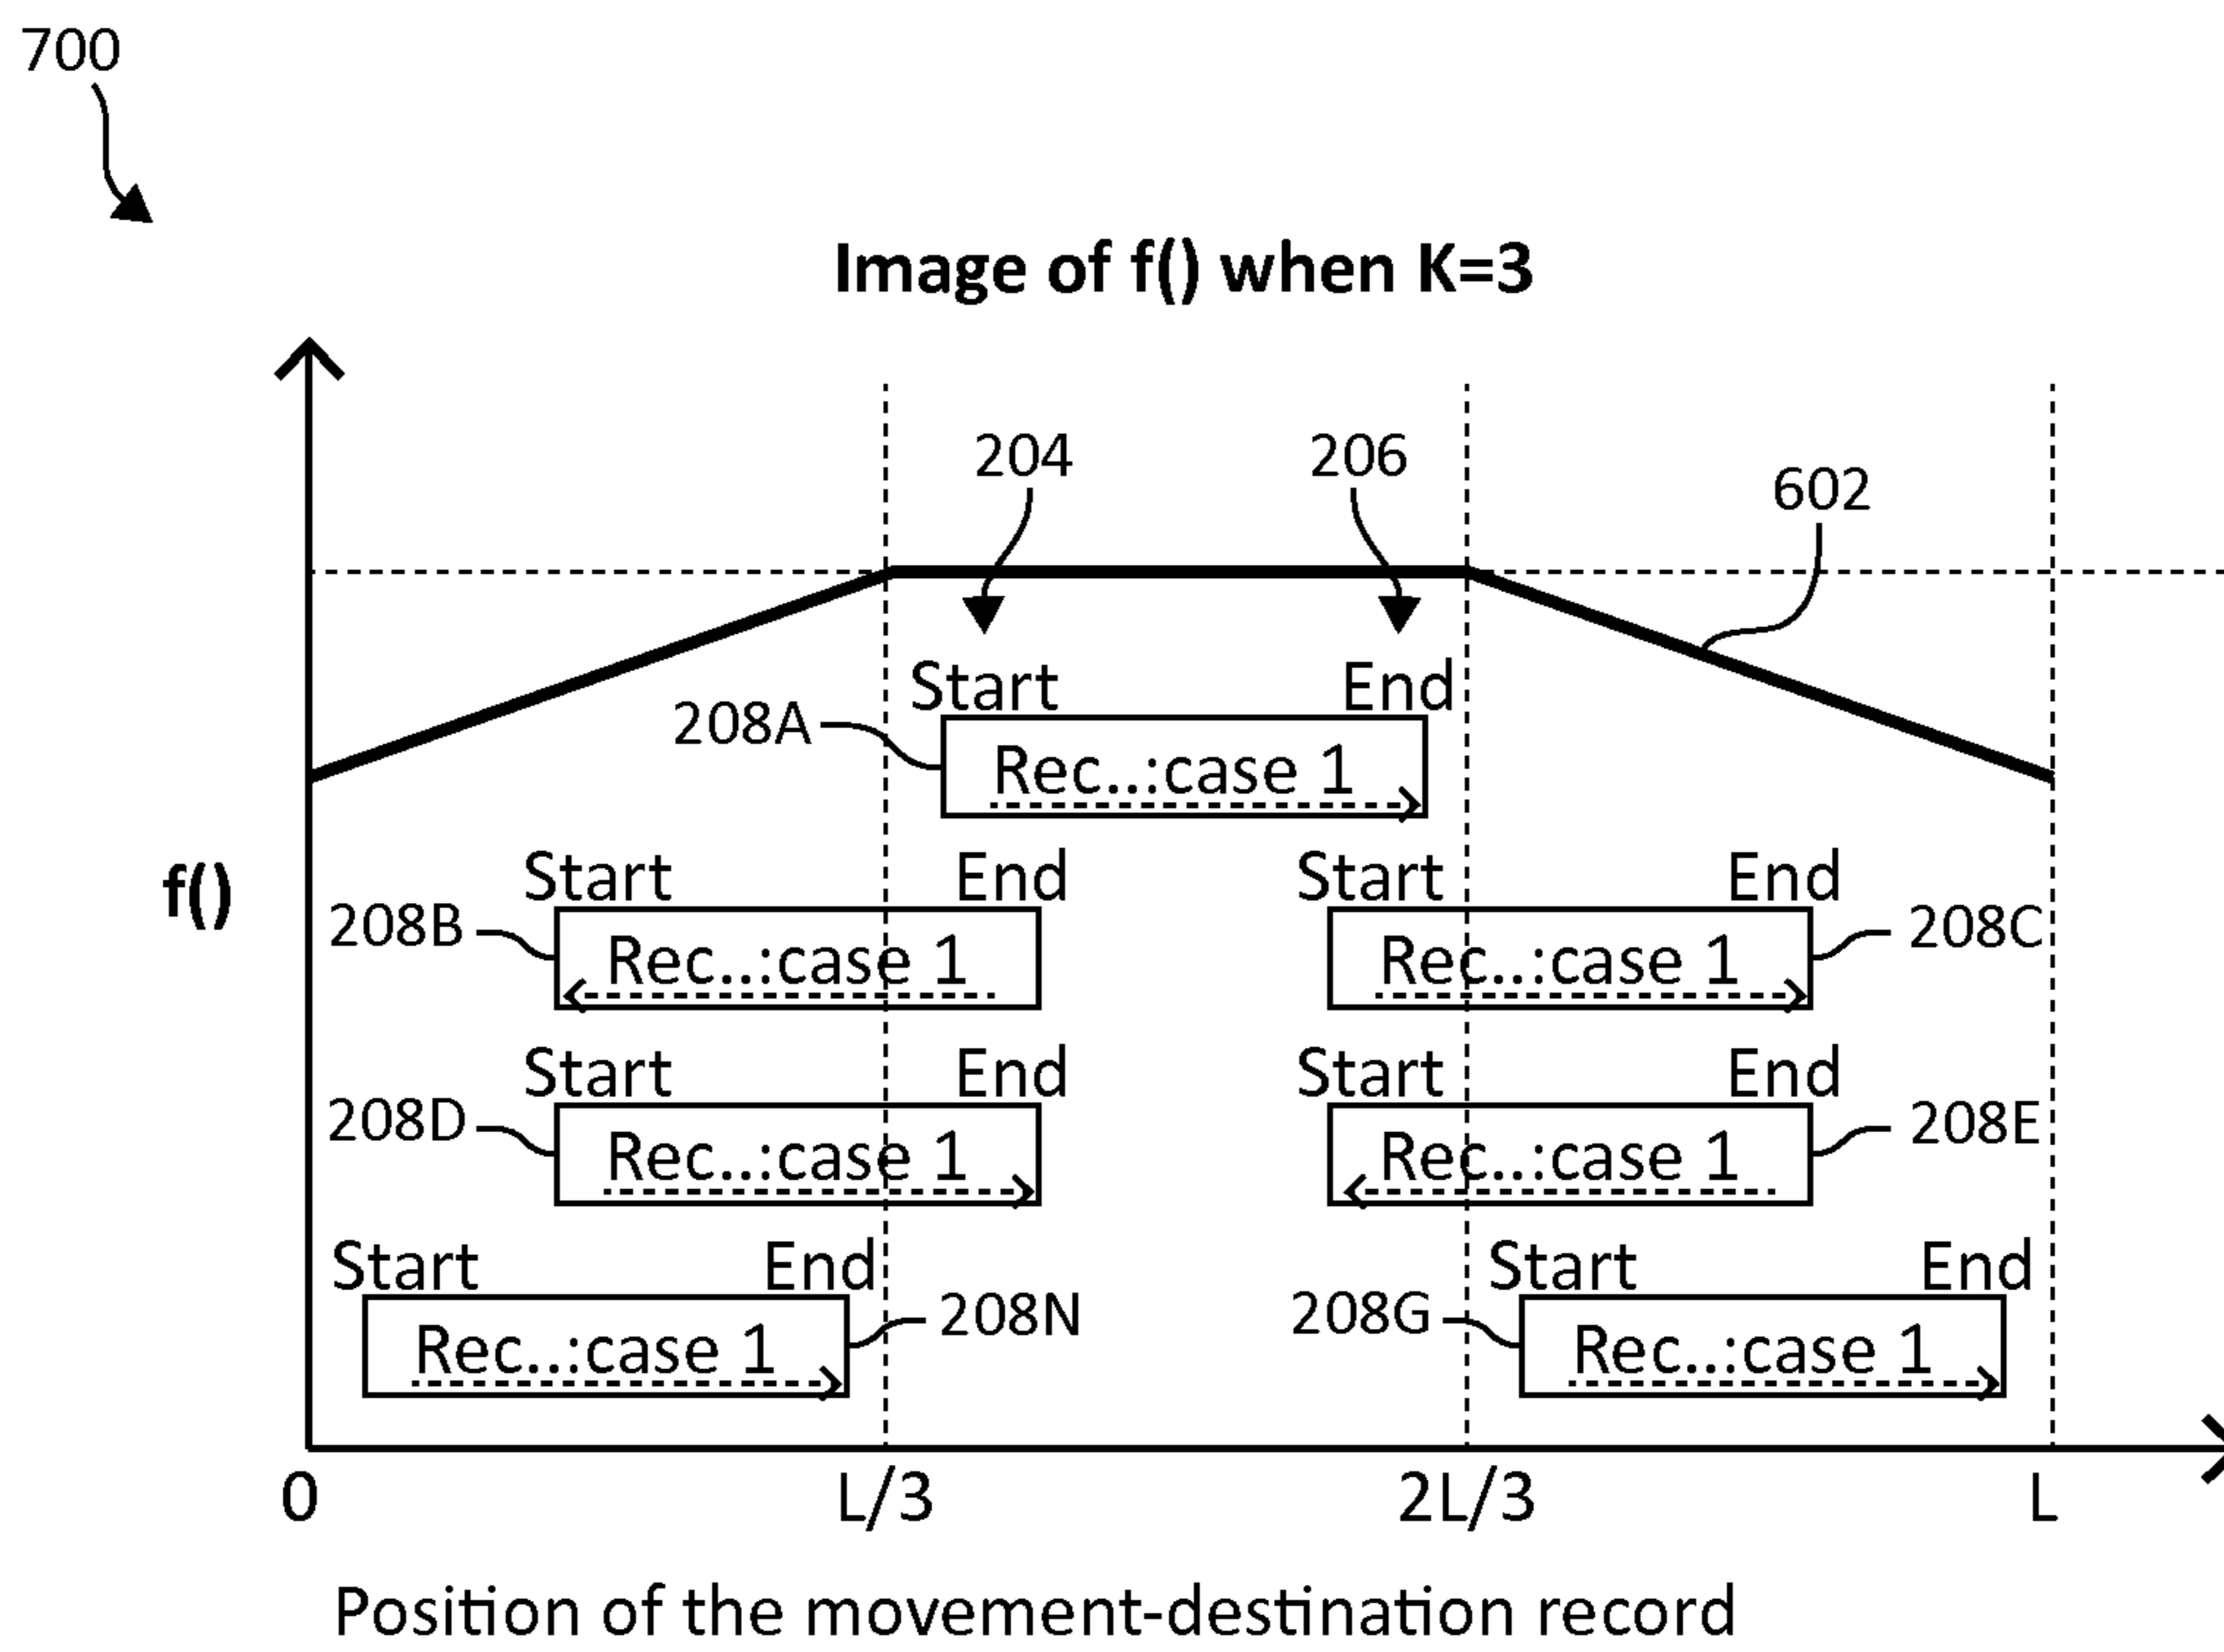 700
Image of f() when K=3
204 206
602
Start End
208A
Rec..:case 1
f()
Start End Start End
208B 208C
Rec..:case 1 Rec..:case 1
Start End Start End
208D 208E
Rec..:case 1 Rec..:case 1
Start End Start End
208N 208G
Rec..:case 1 Rec..:case 1
0 L/3 2L/3 L
Position of the movement-destination record